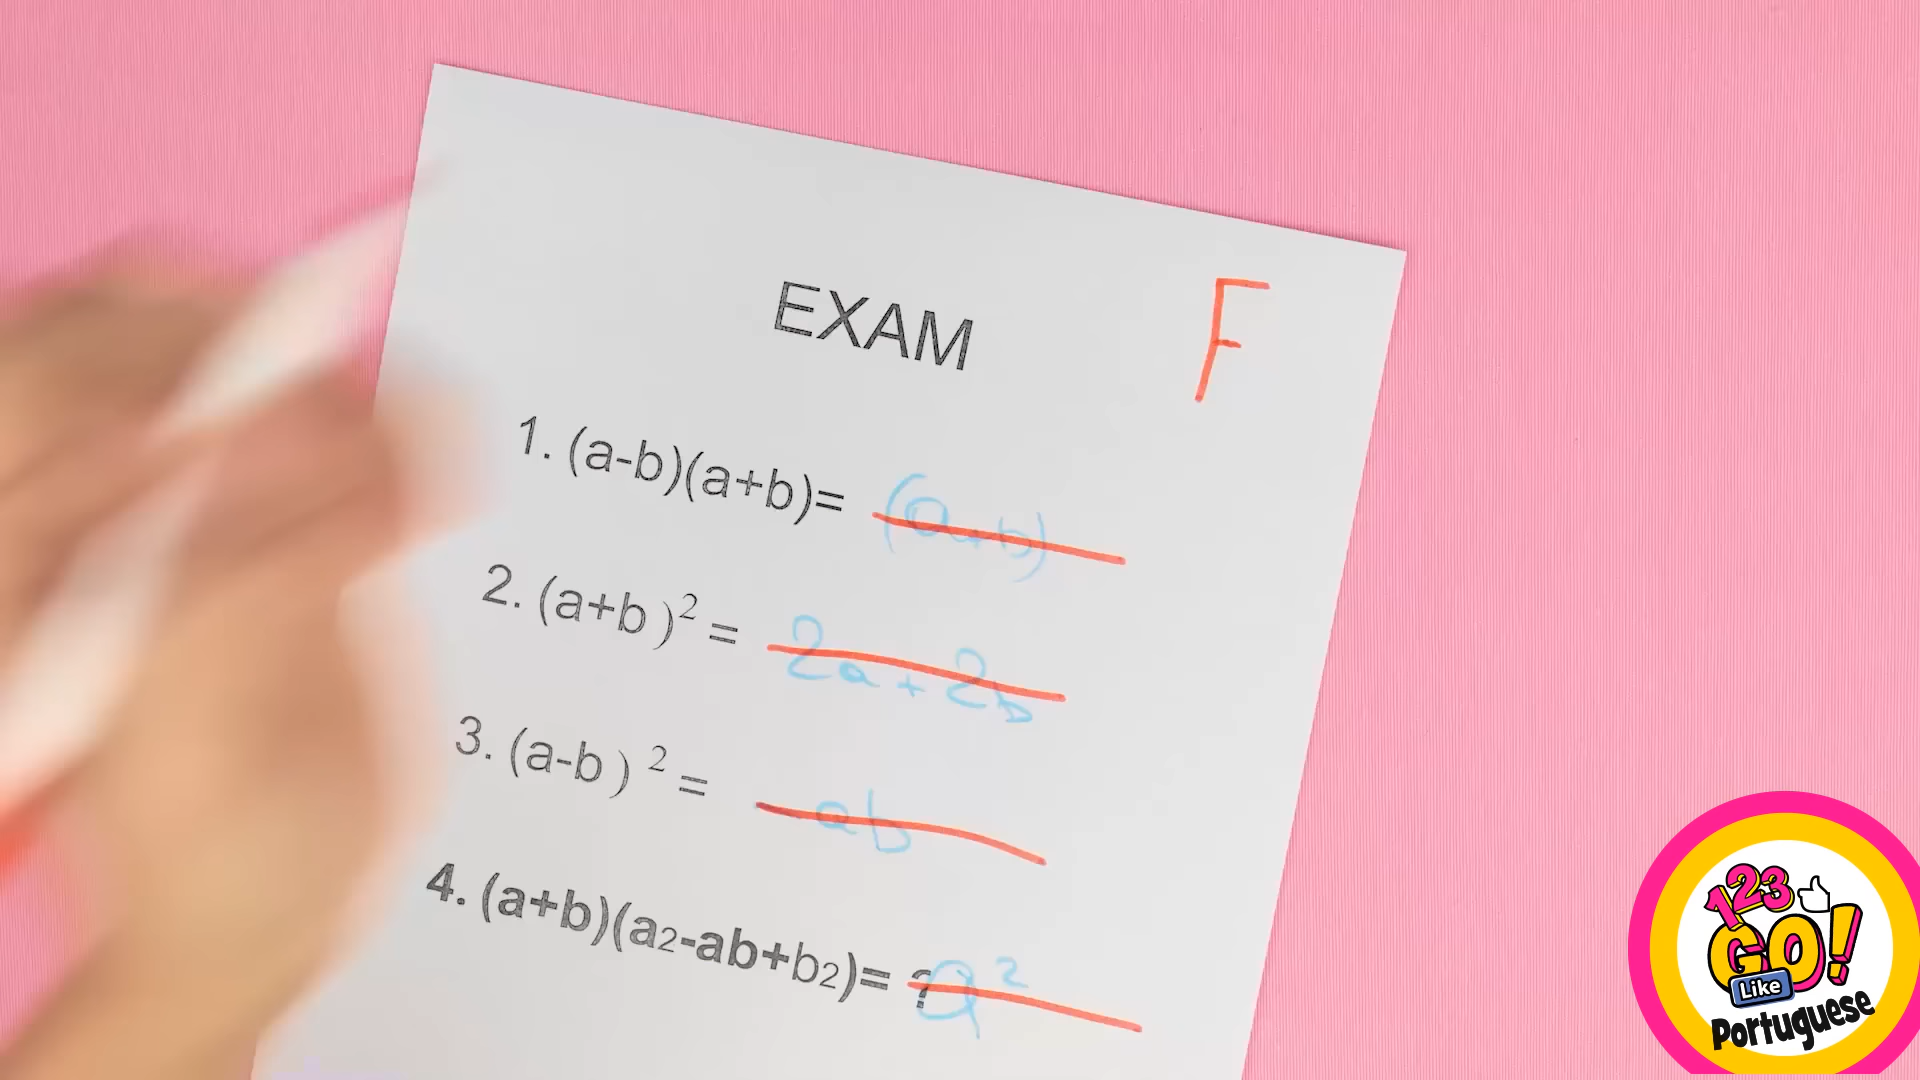 EXAM F
1. (a-b)(a+b)= (a+b)
2. (a+b)² = 2a+2b
3. (a-b)² = ab
4. (a+b)(a2-ab+b2)= ? a²
123
GO!
Like
Portuguese